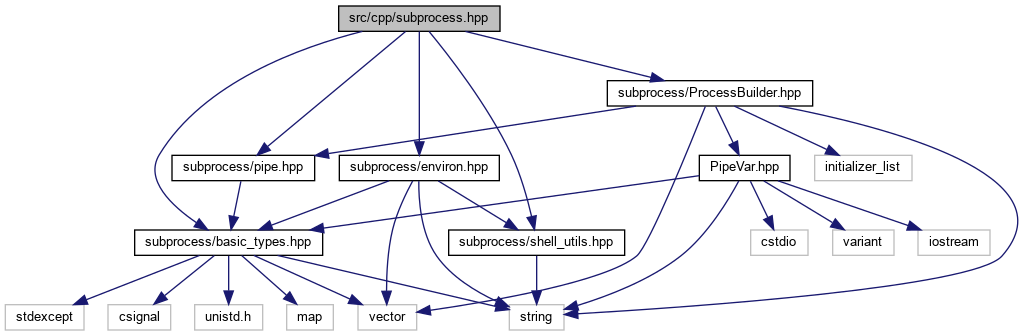 src/cpp/subprocess.hpp
subprocess/ProcessBuilder.hpp
subprocess/pipe.hpp
subprocess/environ.hpp
PipeVar.hpp
initializer_list
subprocess/basic_types.hpp
subprocess/shell_utils.hpp
cstdio
variant
iostream
stdexcept
csignal
unistd.h
map
vector
string